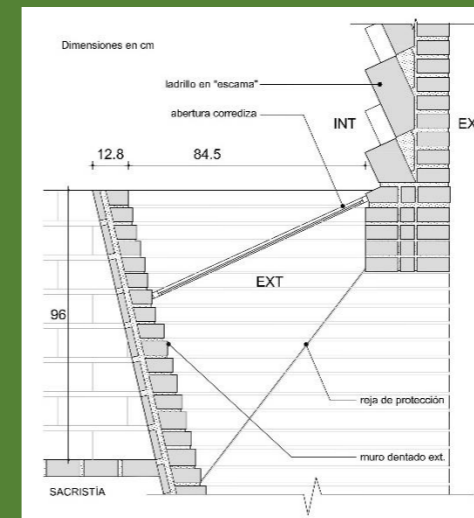 Dimensiones en cm
ladrillo en "escama"
abertura corrediza
INT
EX
12.8
84.5
EXT
96
reja de protección
muro dentado ext.
SACRISTÍA